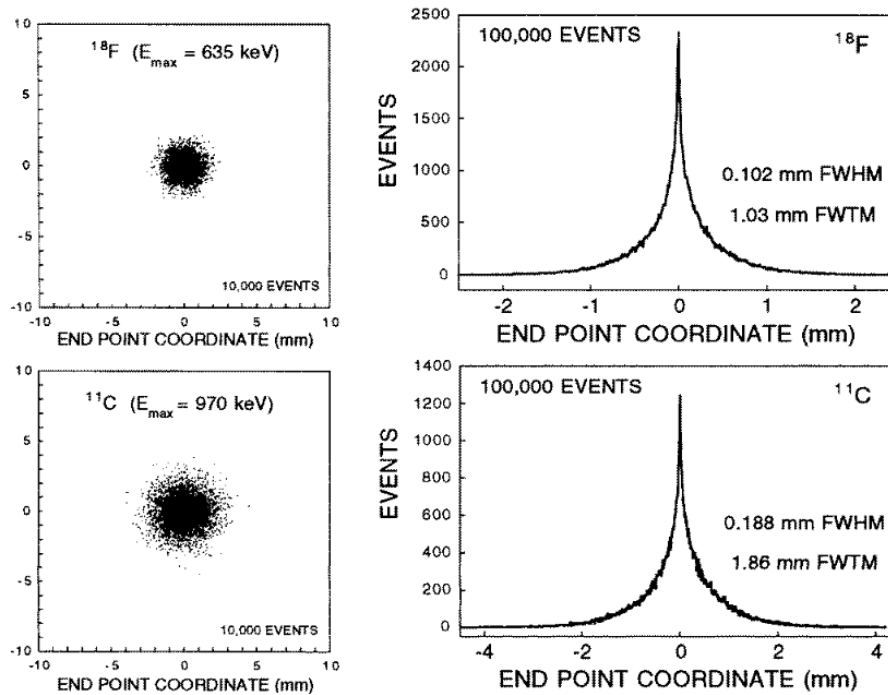 10
¹⁸F (E_max = 635 keV)
5
0
-5
10,000 EVENTS
-10
-10 -5 0 5 10
END POINT COORDINATE (mm)
2500
100,000 EVENTS
¹⁸F
2000
1500
EVENTS
1000
0.102 mm FWHM
1.03 mm FWTM
500
0
-2 -1 0 1 2
END POINT COORDINATE (mm)
10
¹¹C (E_max = 970 keV)
5
0
-5
10,000 EVENTS
-10
-10 -5 0 5 10
END POINT COORDINATE (mm)
1400
100,000 EVENTS
¹¹C
1200
1000
EVENTS
800
600
0.188 mm FWHM
400
1.86 mm FWTM
200
0
-4 -2 0 2 4
END POINT COORDINATE (mm)